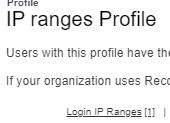 Profile
IP ranges Profile
Users with this profile have the
If your organization uses Reco
Login IP Ranges [1] |